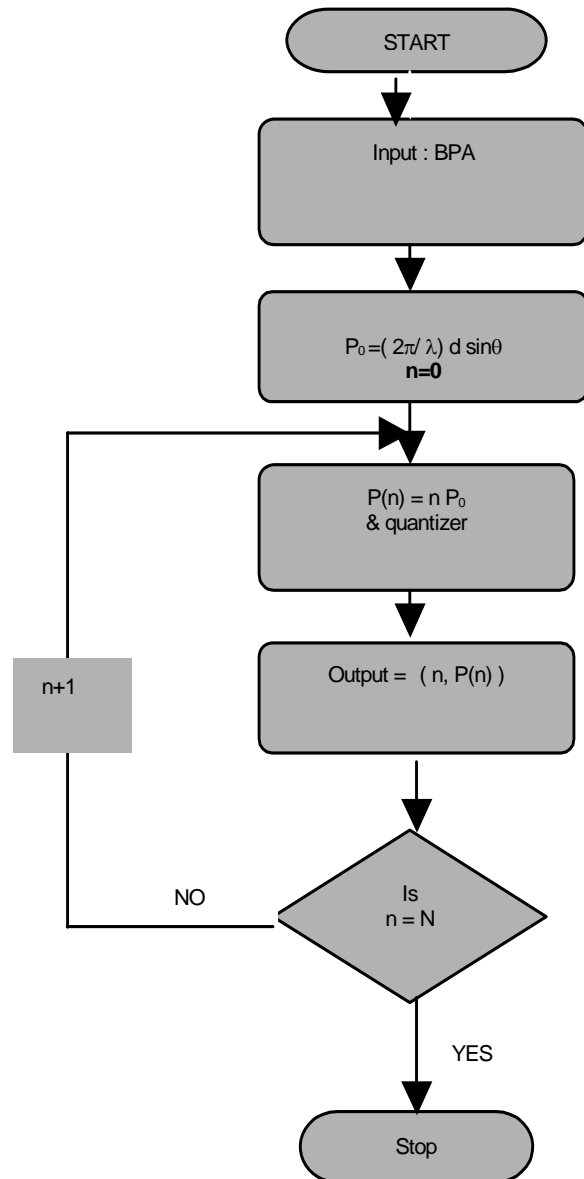 START
Input : BPA
P₀ =( 2π/ λ) d sinθ
n=0
P(n) = n P₀
& quantizer
Output = ( n, P(n) )
n+1
Is
n = N
NO
YES
Stop